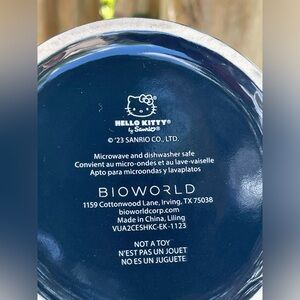 HELLO KITTY®
by Sanrio®
© '23 SANRIO CO., LTD.
Microwave and dishwasher safe
Convient au micro-ondes et au lave-vaiselle
Apto para microondas y lavaplatos
BIOWORLD
1159 Cottonwood Lane, Irving, TX 75038
bioworldcorp.com
Made in China, Liling
VUA2CESHKC-EK-1123
NOT A TOY
N'EST PAS UN JOUET
NO ES UN JUGUETE